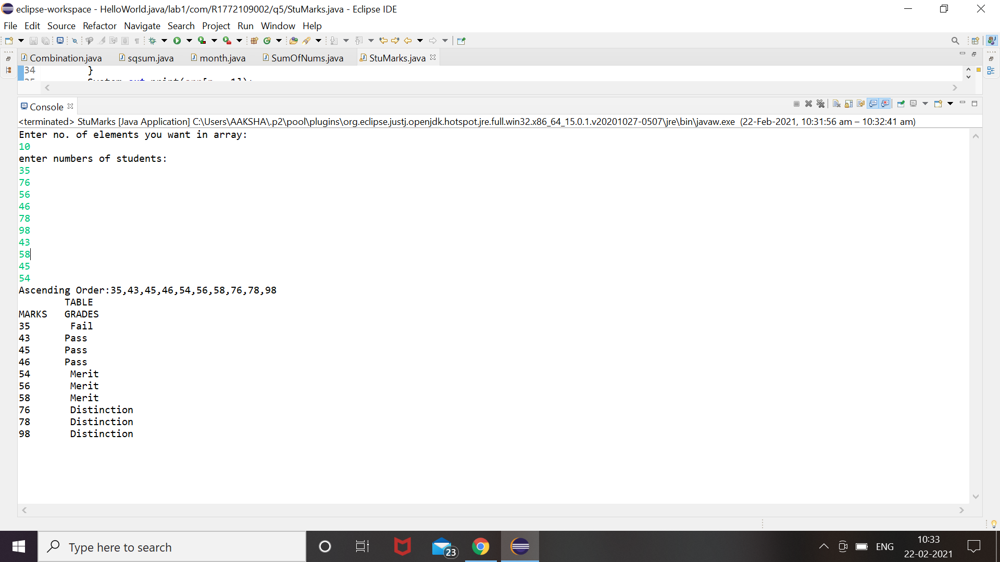 eclipse-workspace - HelloWorld.java/lab1/com/R1772109002/q5/StuMarks.java - Eclipse IDE
File Edit Source Refactor Navigate Search Project Run Window Help
Combination.java sqsum.java month.java SumOfNums.java StuMarks.java
34 }
Console
<terminated> StuMarks [Java Application] C:\Users\AAKSHA\.p2\pool\plugins\org.eclipse.justj.openjdk.hotspot.jre.full.win32.x86_64_15.0.1.v20201027-0507\jre\bin\javaw.exe (22-Feb-2021, 10:31:56 am – 10:32:41 am)
Enter no. of elements you want in array:
10
enter numbers of students:
35
76
56
46
78
98
43
58
45
54
Ascending Order:35,43,45,46,54,56,58,76,78,98
TABLE
MARKS GRADES
35 Fail
43 Pass
45 Pass
46 Pass
54 Merit
56 Merit
58 Merit
76 Distinction
78 Distinction
98 Distinction
Type here to search
23
ENG
10:33
22-02-2021